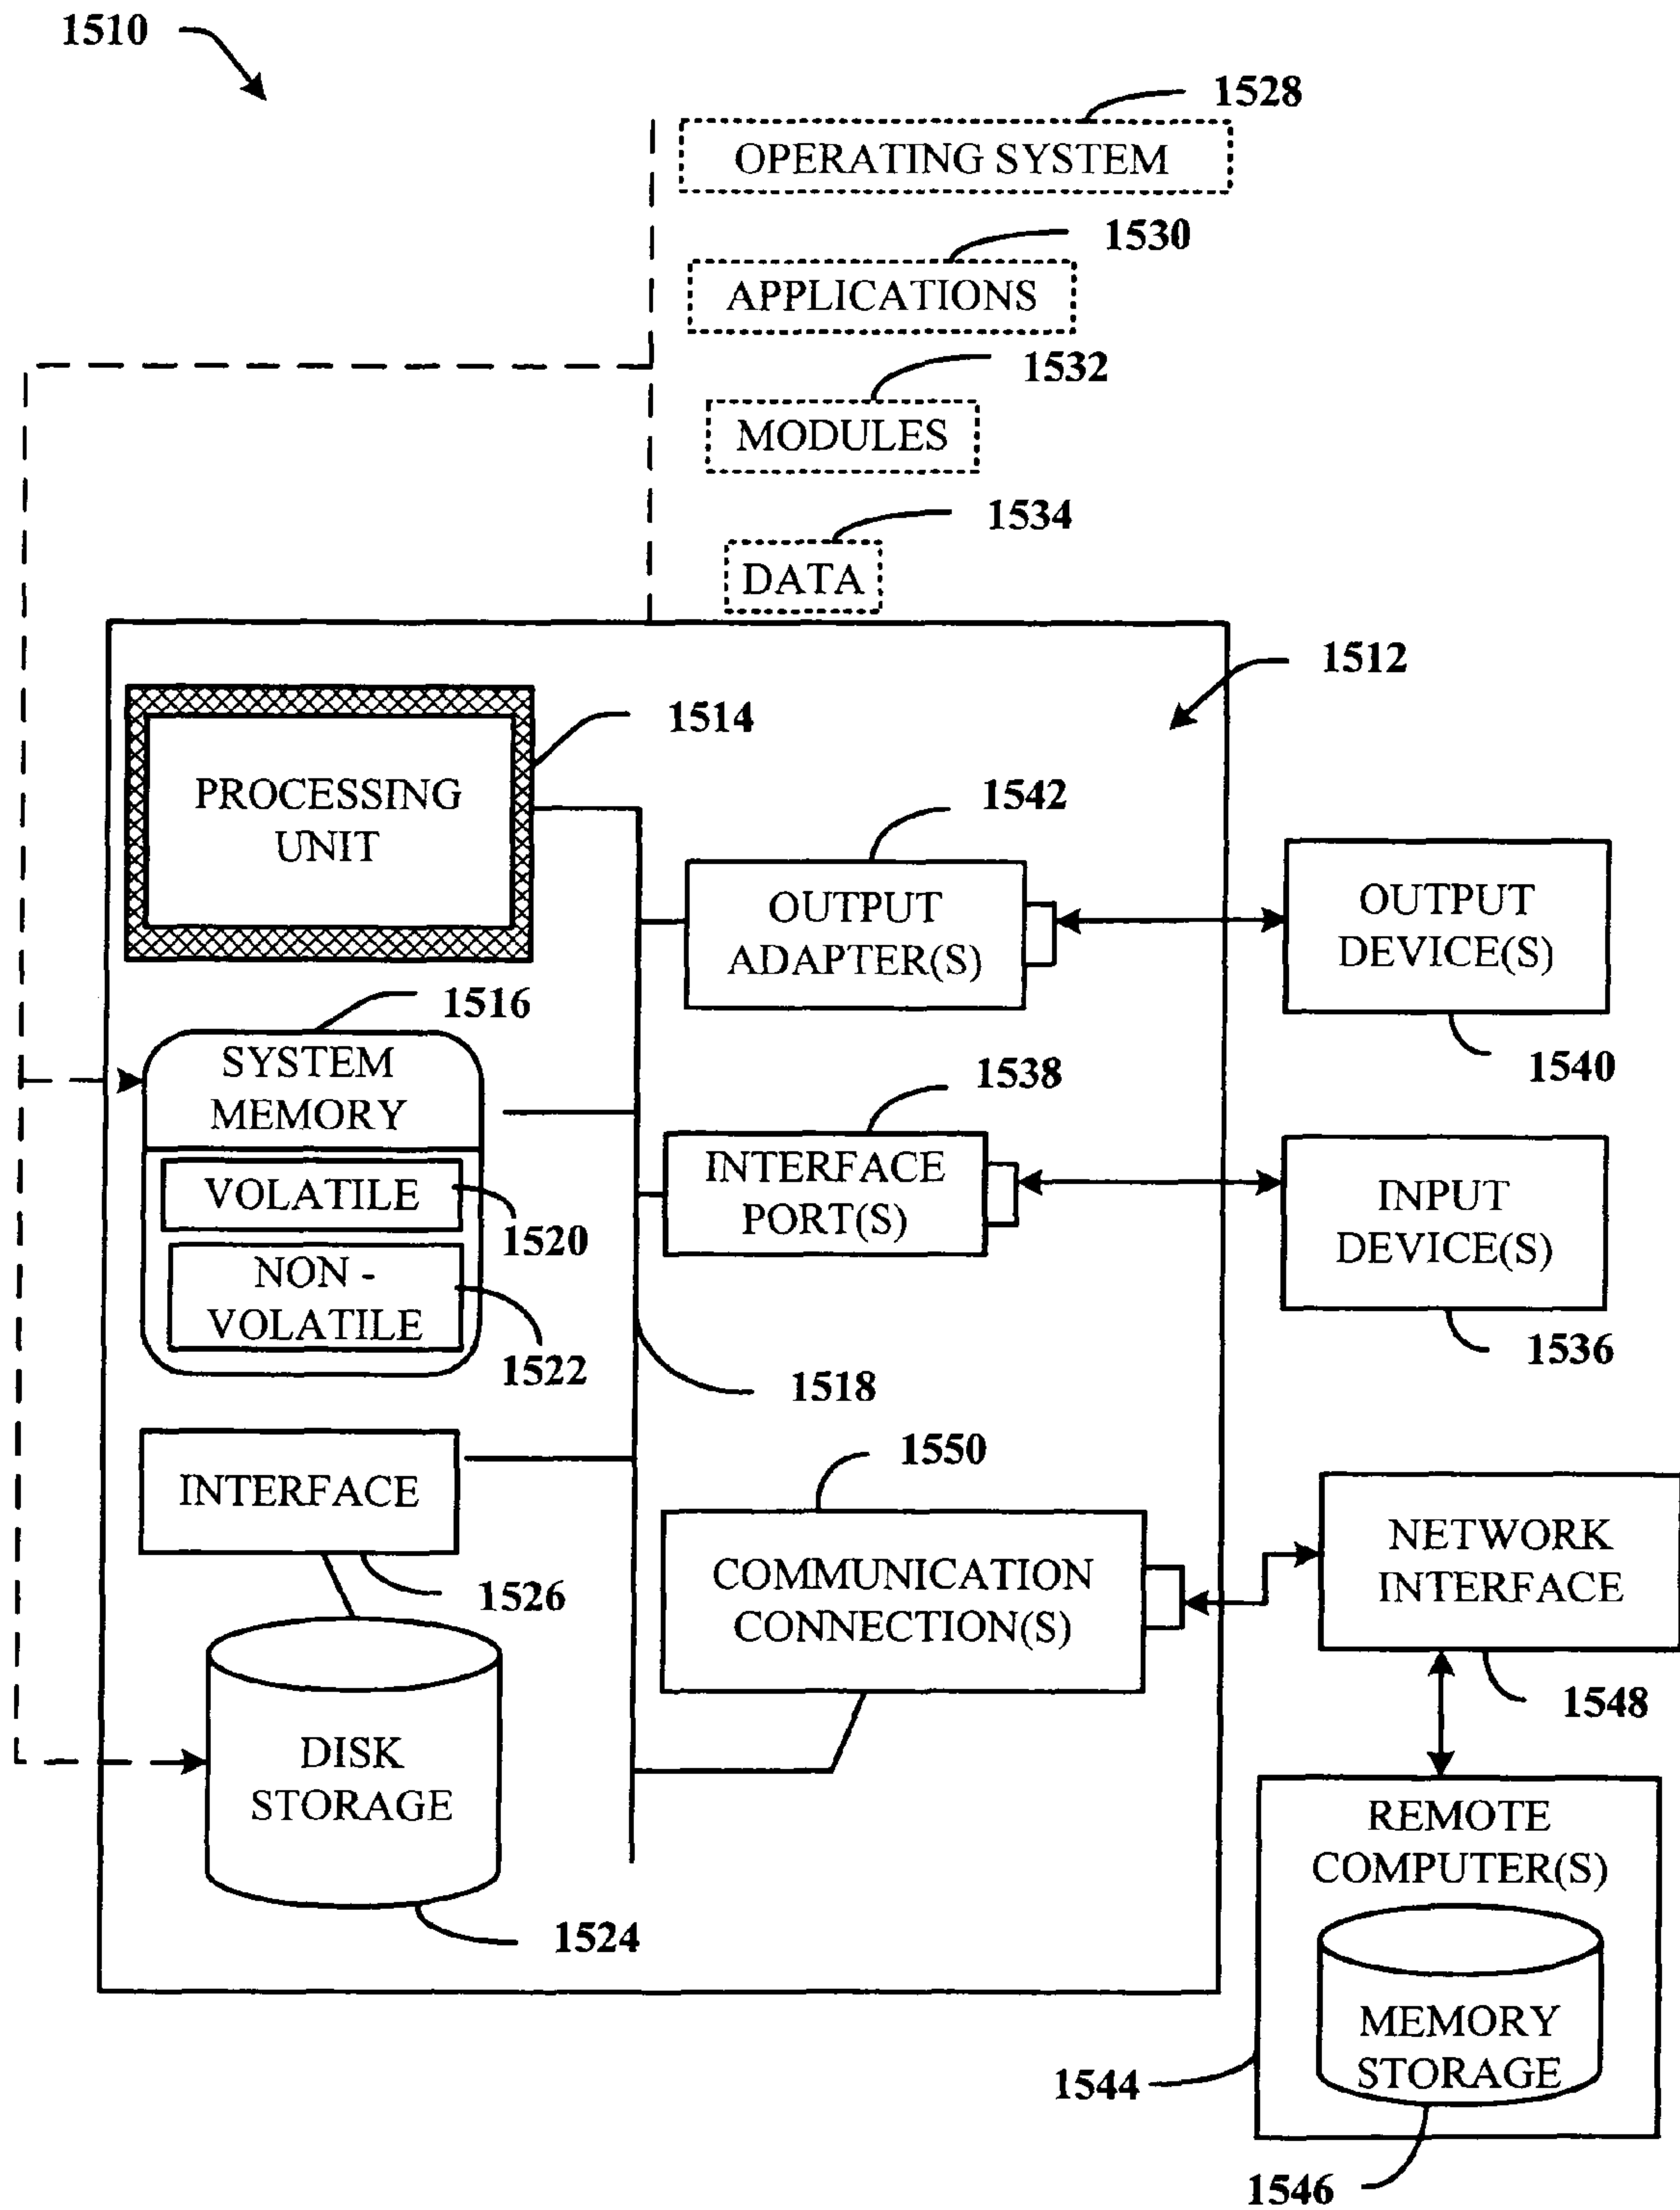 1510
1528
OPERATING SYSTEM
1530
APPLICATIONS
1532
MODULES
1534
DATA
1512
1514
PROCESSING
UNIT
1542
OUTPUT
ADAPTER(S)
OUTPUT
DEVICE(S)
1540
1516
SYSTEM
MEMORY
VOLATILE
1520
NON -
VOLATILE
1522
1538
INTERFACE
PORT(S)
INPUT
DEVICE(S)
1536
1518
INTERFACE
1526
1550
COMMUNICATION
CONNECTION(S)
NETWORK
INTERFACE
1548
DISK
STORAGE
1524
REMOTE
COMPUTER(S)
MEMORY
STORAGE
1544
1546